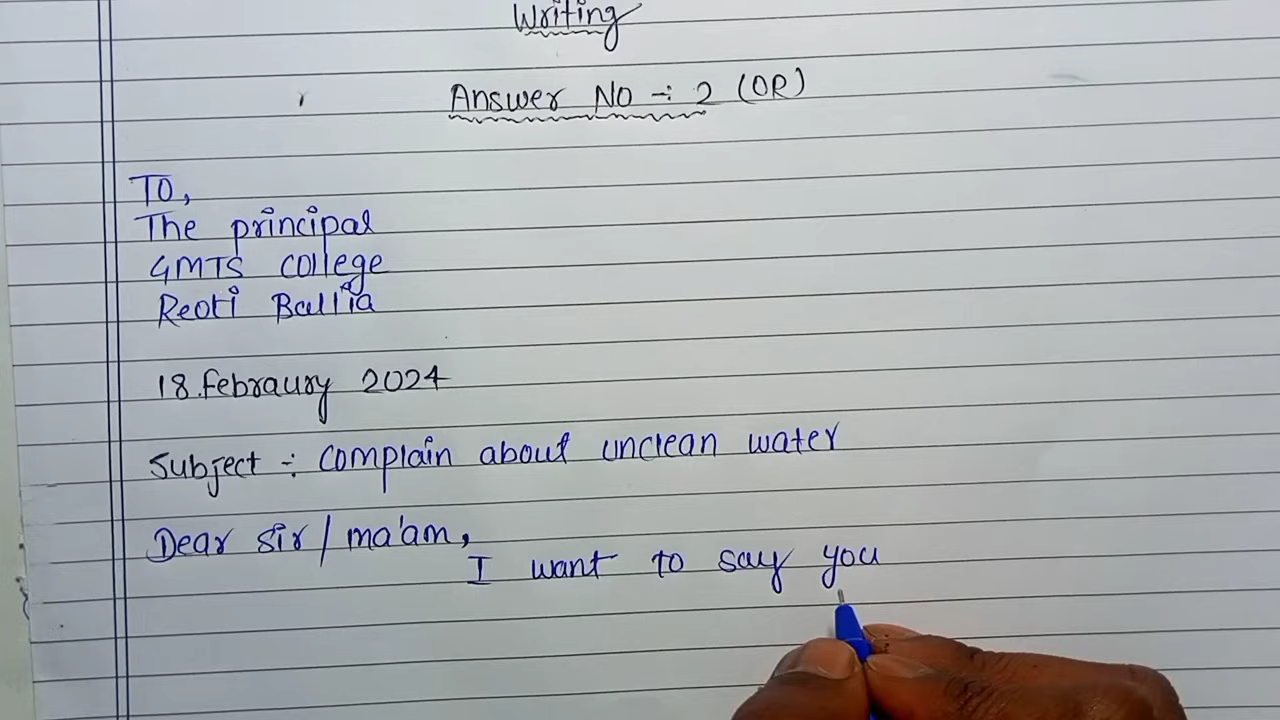 Writing
Answer No -: 2 (OR)
TO,
The principal
GMTS college
Reoti Ballia
18.Febraury 2024
Subject -: complain about unclean water
Dear sir/ma'am,
I want to say you